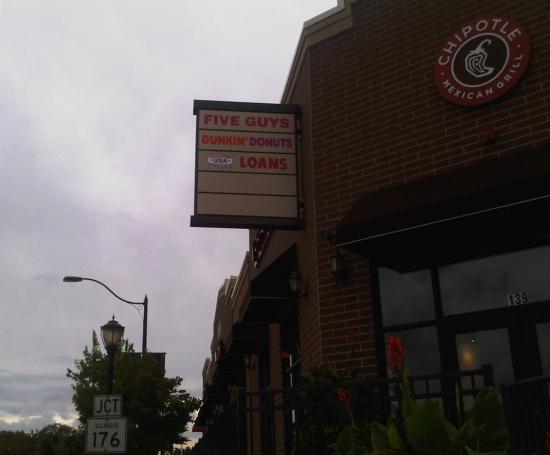 CHIPOTLE
MEXICAN GRILL
FIVE GUYS
DUNKIN' DONUTS
USA LOANS
139
JCT
ILLINOIS
176